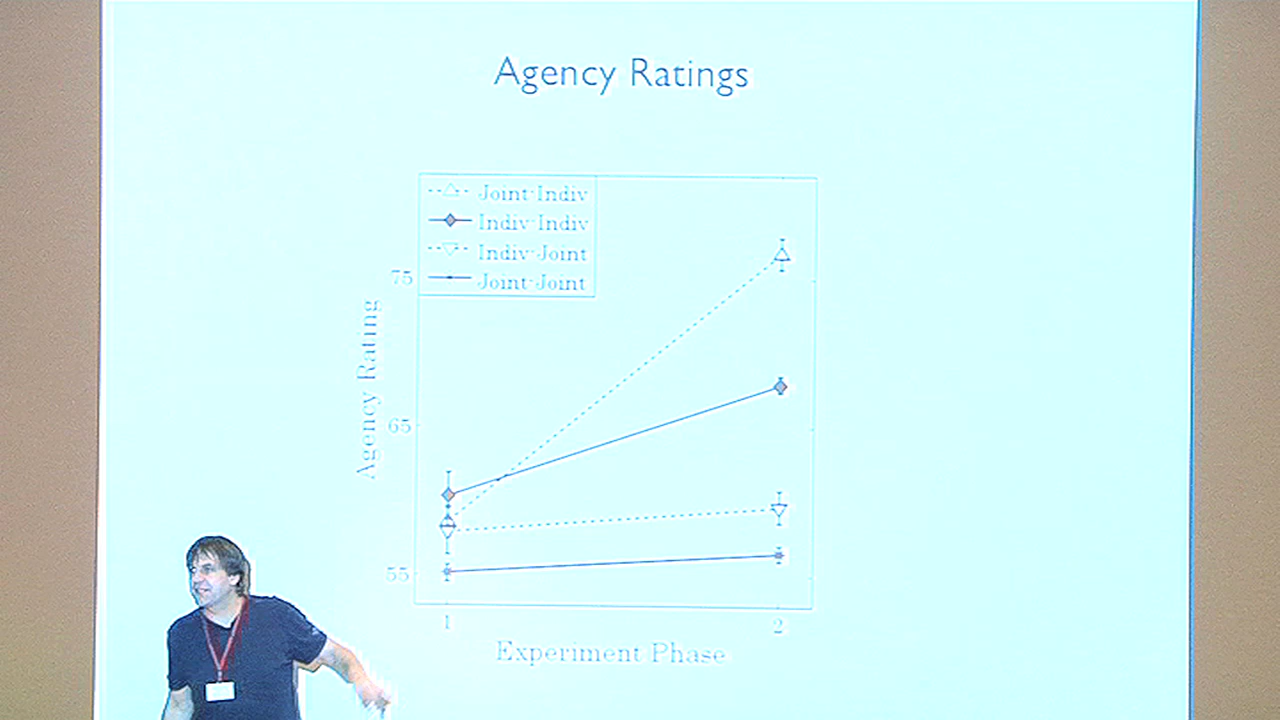 Agency Ratings
Joint-Indiv
Indiv-Indiv
Indiv-Joint
Joint-Joint
75
65
55
Agency Rating
1 2
Experiment Phase